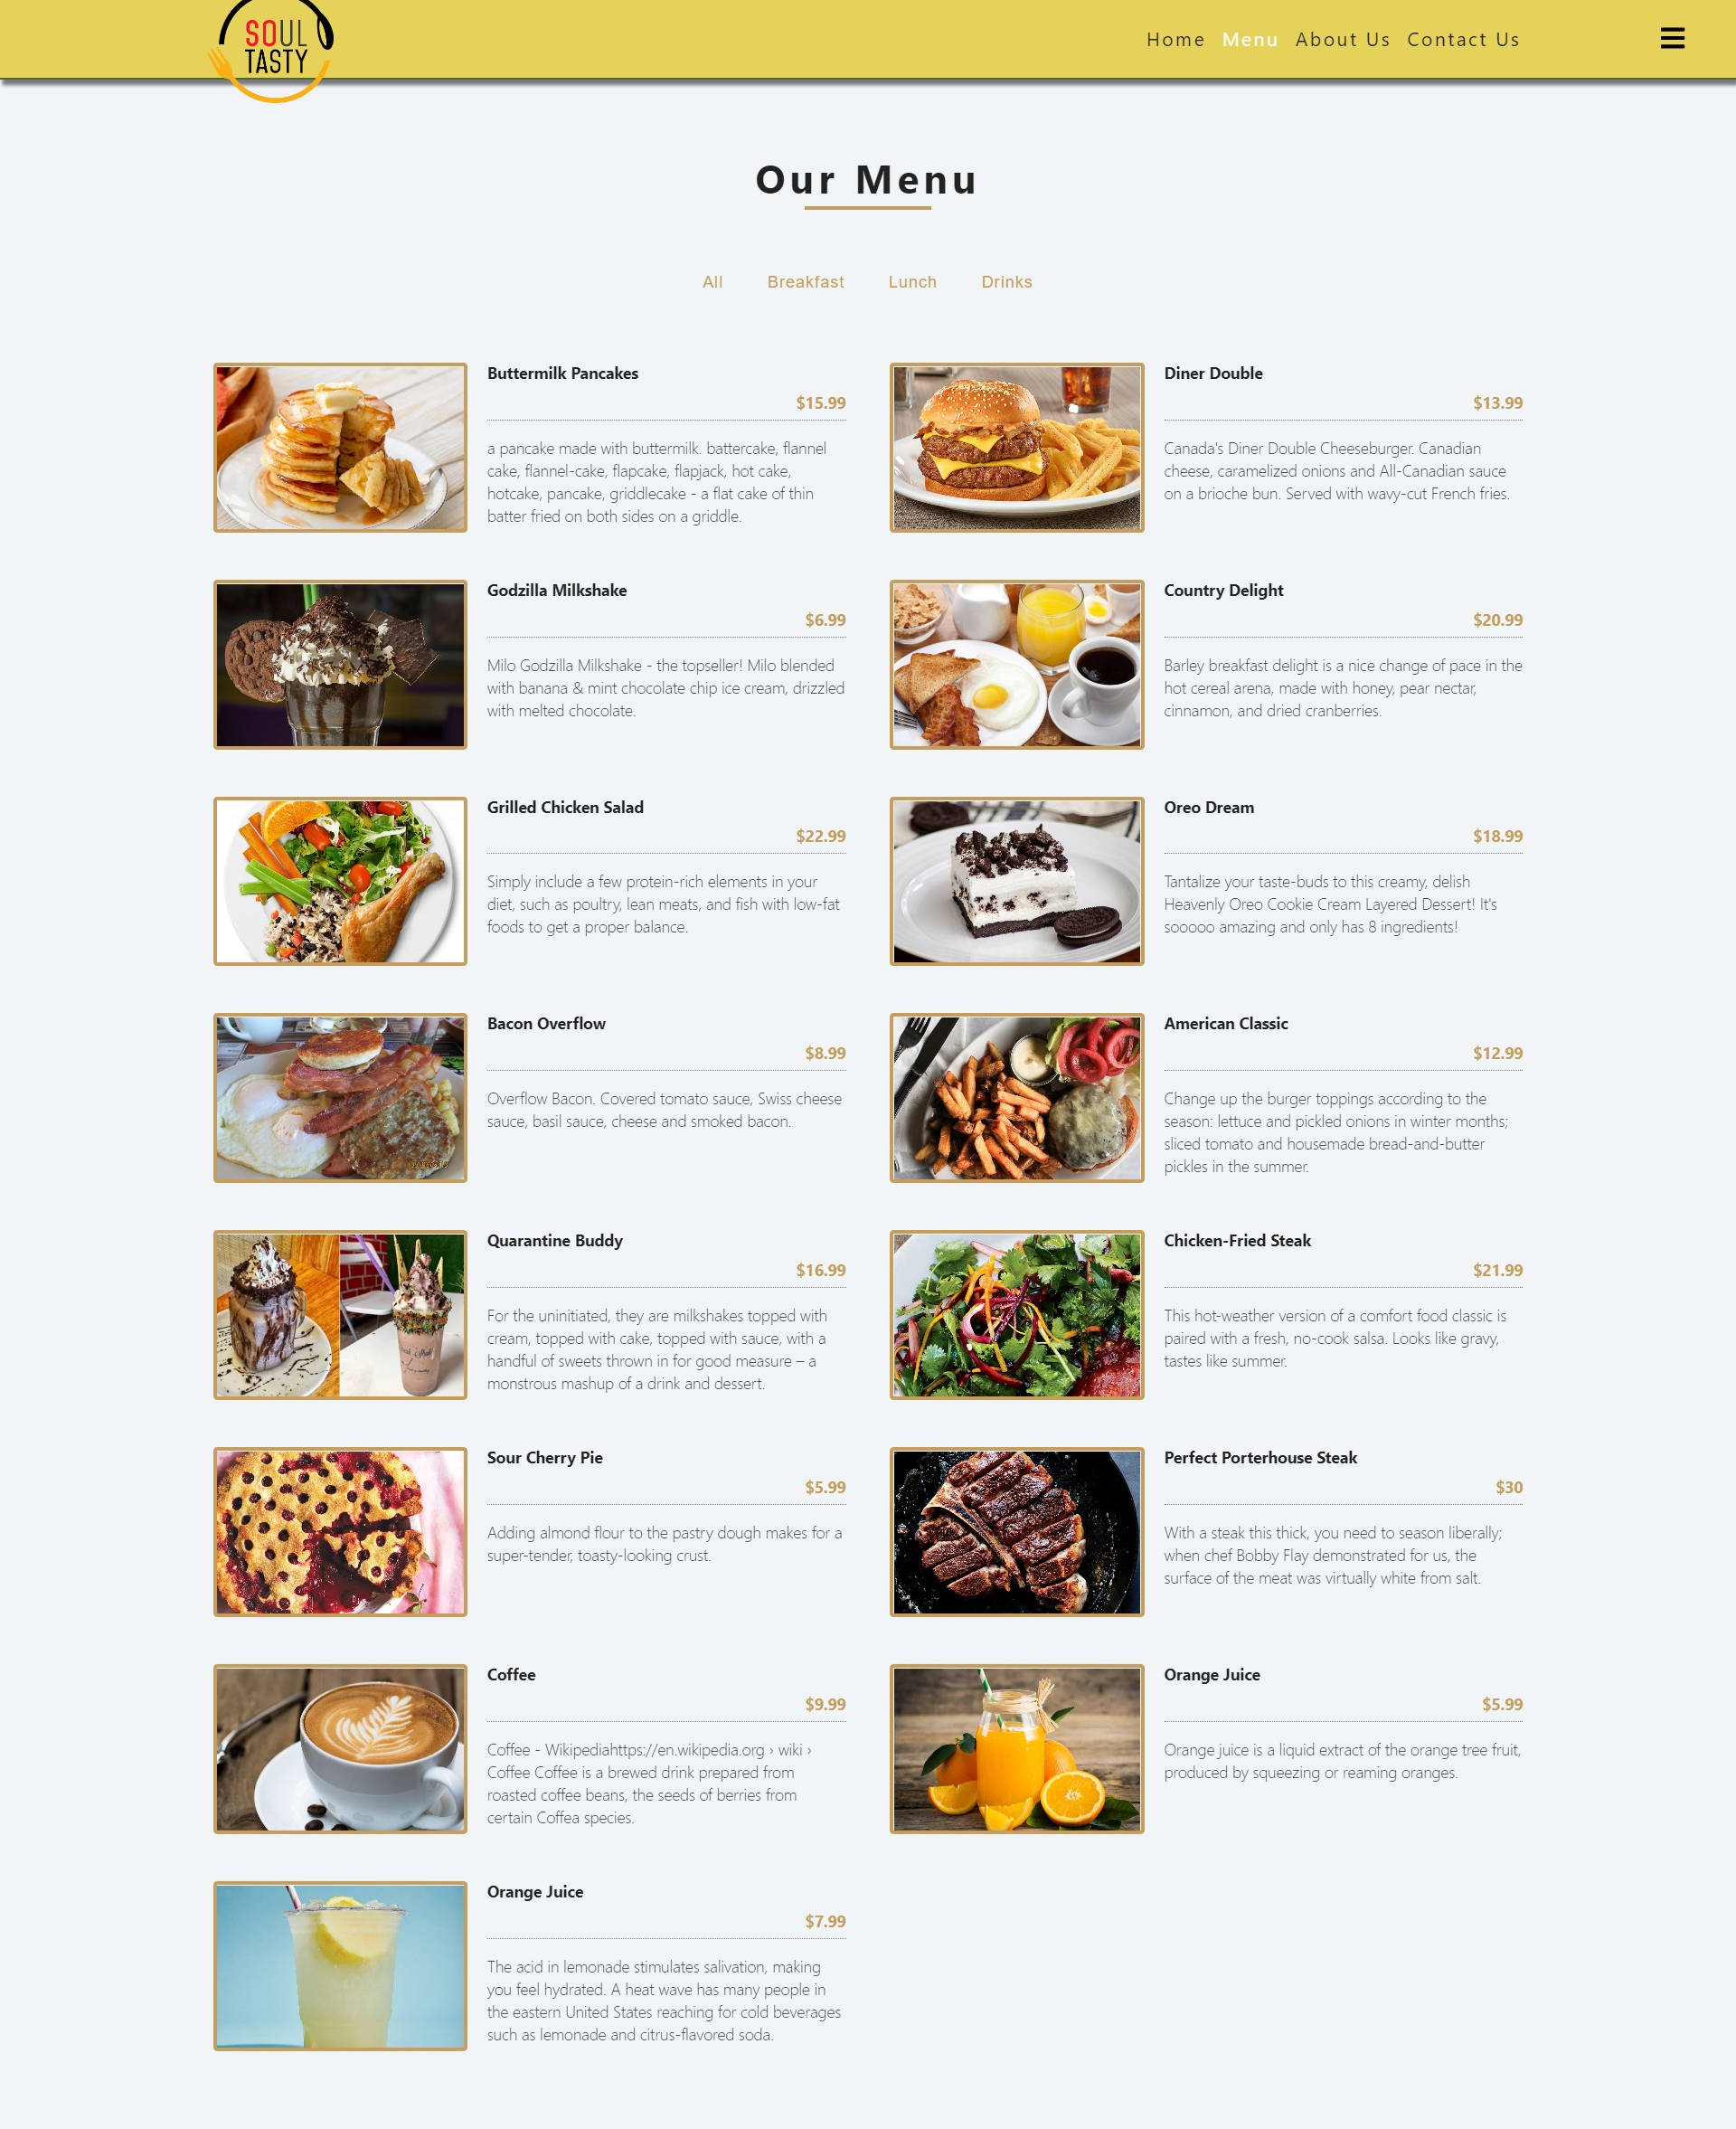 SOUL
TASTY
Home Menu About Us Contact Us
Our Menu
All Breakfast Lunch Drinks
Buttermilk Pancakes
$15.99
a pancake made with buttermilk. battercake, flannel
cake, flannel-cake, flapcake, flapjack, hot cake,
hotcake, pancake, griddlecake - a flat cake of thin
batter fried on both sides on a griddle.
Diner Double
$13.99
Canada's Diner Double Cheeseburger. Canadian
cheese, caramelized onions and All-Canadian sauce
on a brioche bun. Served with wavy-cut French fries.
Godzilla Milkshake
$6.99
Milo Godzilla Milkshake - the topseller! Milo blended
with banana & mint chocolate chip ice cream, drizzled
with melted chocolate.
Country Delight
$20.99
Barley breakfast delight is a nice change of pace in the
hot cereal arena, made with honey, pear nectar,
cinnamon, and dried cranberries.
Grilled Chicken Salad
$22.99
Simply include a few protein-rich elements in your
diet, such as poultry, lean meats, and fish with low-fat
foods to get a proper balance.
Oreo Dream
$18.99
Tantalize your taste-buds to this creamy, delish
Heavenly Oreo Cookie Cream Layered Dessert! It's
sooooo amazing and only has 8 ingredients!
Bacon Overflow
$8.99
Overflow Bacon. Covered tomato sauce, Swiss cheese
sauce, basil sauce, cheese and smoked bacon.
American Classic
$12.99
Change up the burger toppings according to the
season: lettuce and pickled onions in winter months;
sliced tomato and housemade bread-and-butter
pickles in the summer.
Quarantine Buddy
$16.99
For the uninitiated, they are milkshakes topped with
cream, topped with cake, topped with sauce, with a
handful of sweets thrown in for good measure – a
monstrous mashup of a drink and dessert.
Chicken-Fried Steak
$21.99
This hot-weather version of a comfort food classic is
paired with a fresh, no-cook salsa. Looks like gravy,
tastes like summer.
Sour Cherry Pie
$5.99
Adding almond flour to the pastry dough makes for a
super-tender, toasty-looking crust.
Perfect Porterhouse Steak
$30
With a steak this thick, you need to season liberally;
when chef Bobby Flay demonstrated for us, the
surface of the meat was virtually white from salt.
Coffee
$9.99
Coffee - Wikipediahttps://en.wikipedia.org › wiki ›
Coffee Coffee is a brewed drink prepared from
roasted coffee beans, the seeds of berries from
certain Coffea species.
Orange Juice
$5.99
Orange juice is a liquid extract of the orange tree fruit,
produced by squeezing or reaming oranges.
Orange Juice
$7.99
The acid in lemonade stimulates salivation, making
you feel hydrated. A heat wave has many people in
the eastern United States reaching for cold beverages
such as lemonade and citrus-flavored soda.